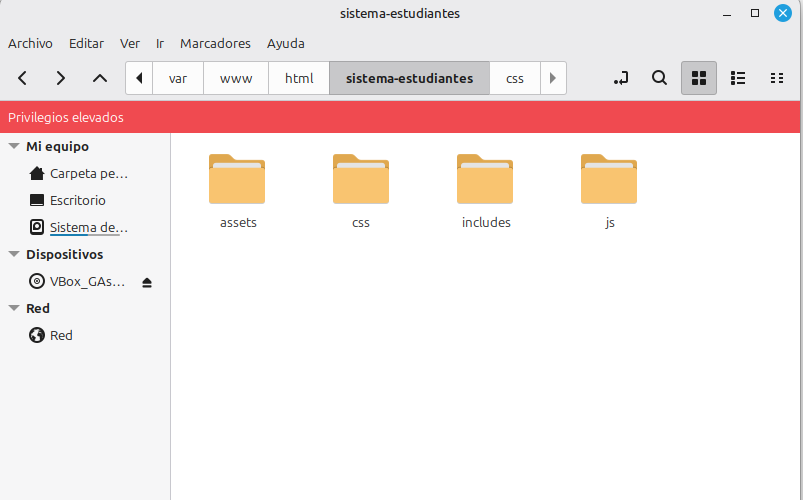 sistema-estudiantes
Archivo Editar Ver Ir Marcadores Ayuda
var www html sistema-estudiantes css
Privilegios elevados
Mi equipo
Carpeta pe...
Escritorio
Sistema de...
Dispositivos
VBox_GAs...
Red
Red
assets css includes js